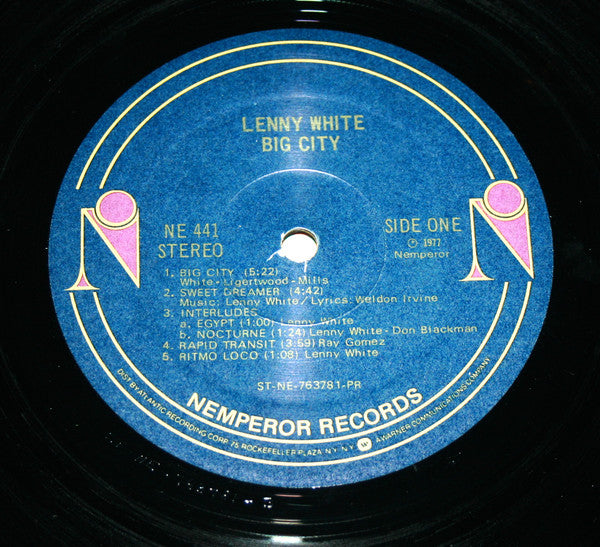 LENNY WHITE
BIG CITY
NE 441
STEREO
SIDE ONE
℗ 1977
Nemperor
1. BIG CITY (5:22)
White-Ligertwood-Mills
2. SWEET DREAMER (4:42)
Music: Lenny White/Lyrics: Weldon Irvine
3. INTERLUDES
a. EGYPT (1:00) Lenny White
b. NOCTURNE (1:24) Lenny White-Don Blackman
4. RAPID TRANSIT (3:59) Ray Gomez
5. RITMO LOCO (1:08) Lenny White
ST-NE-763781-PR
NEMPEROR RECORDS
DIST BY ATLANTIC RECORDING CORP. 75 ROCKEFELLER PLAZA N.Y. N.Y. A WARNER COMMUNICATIONS COMPANY